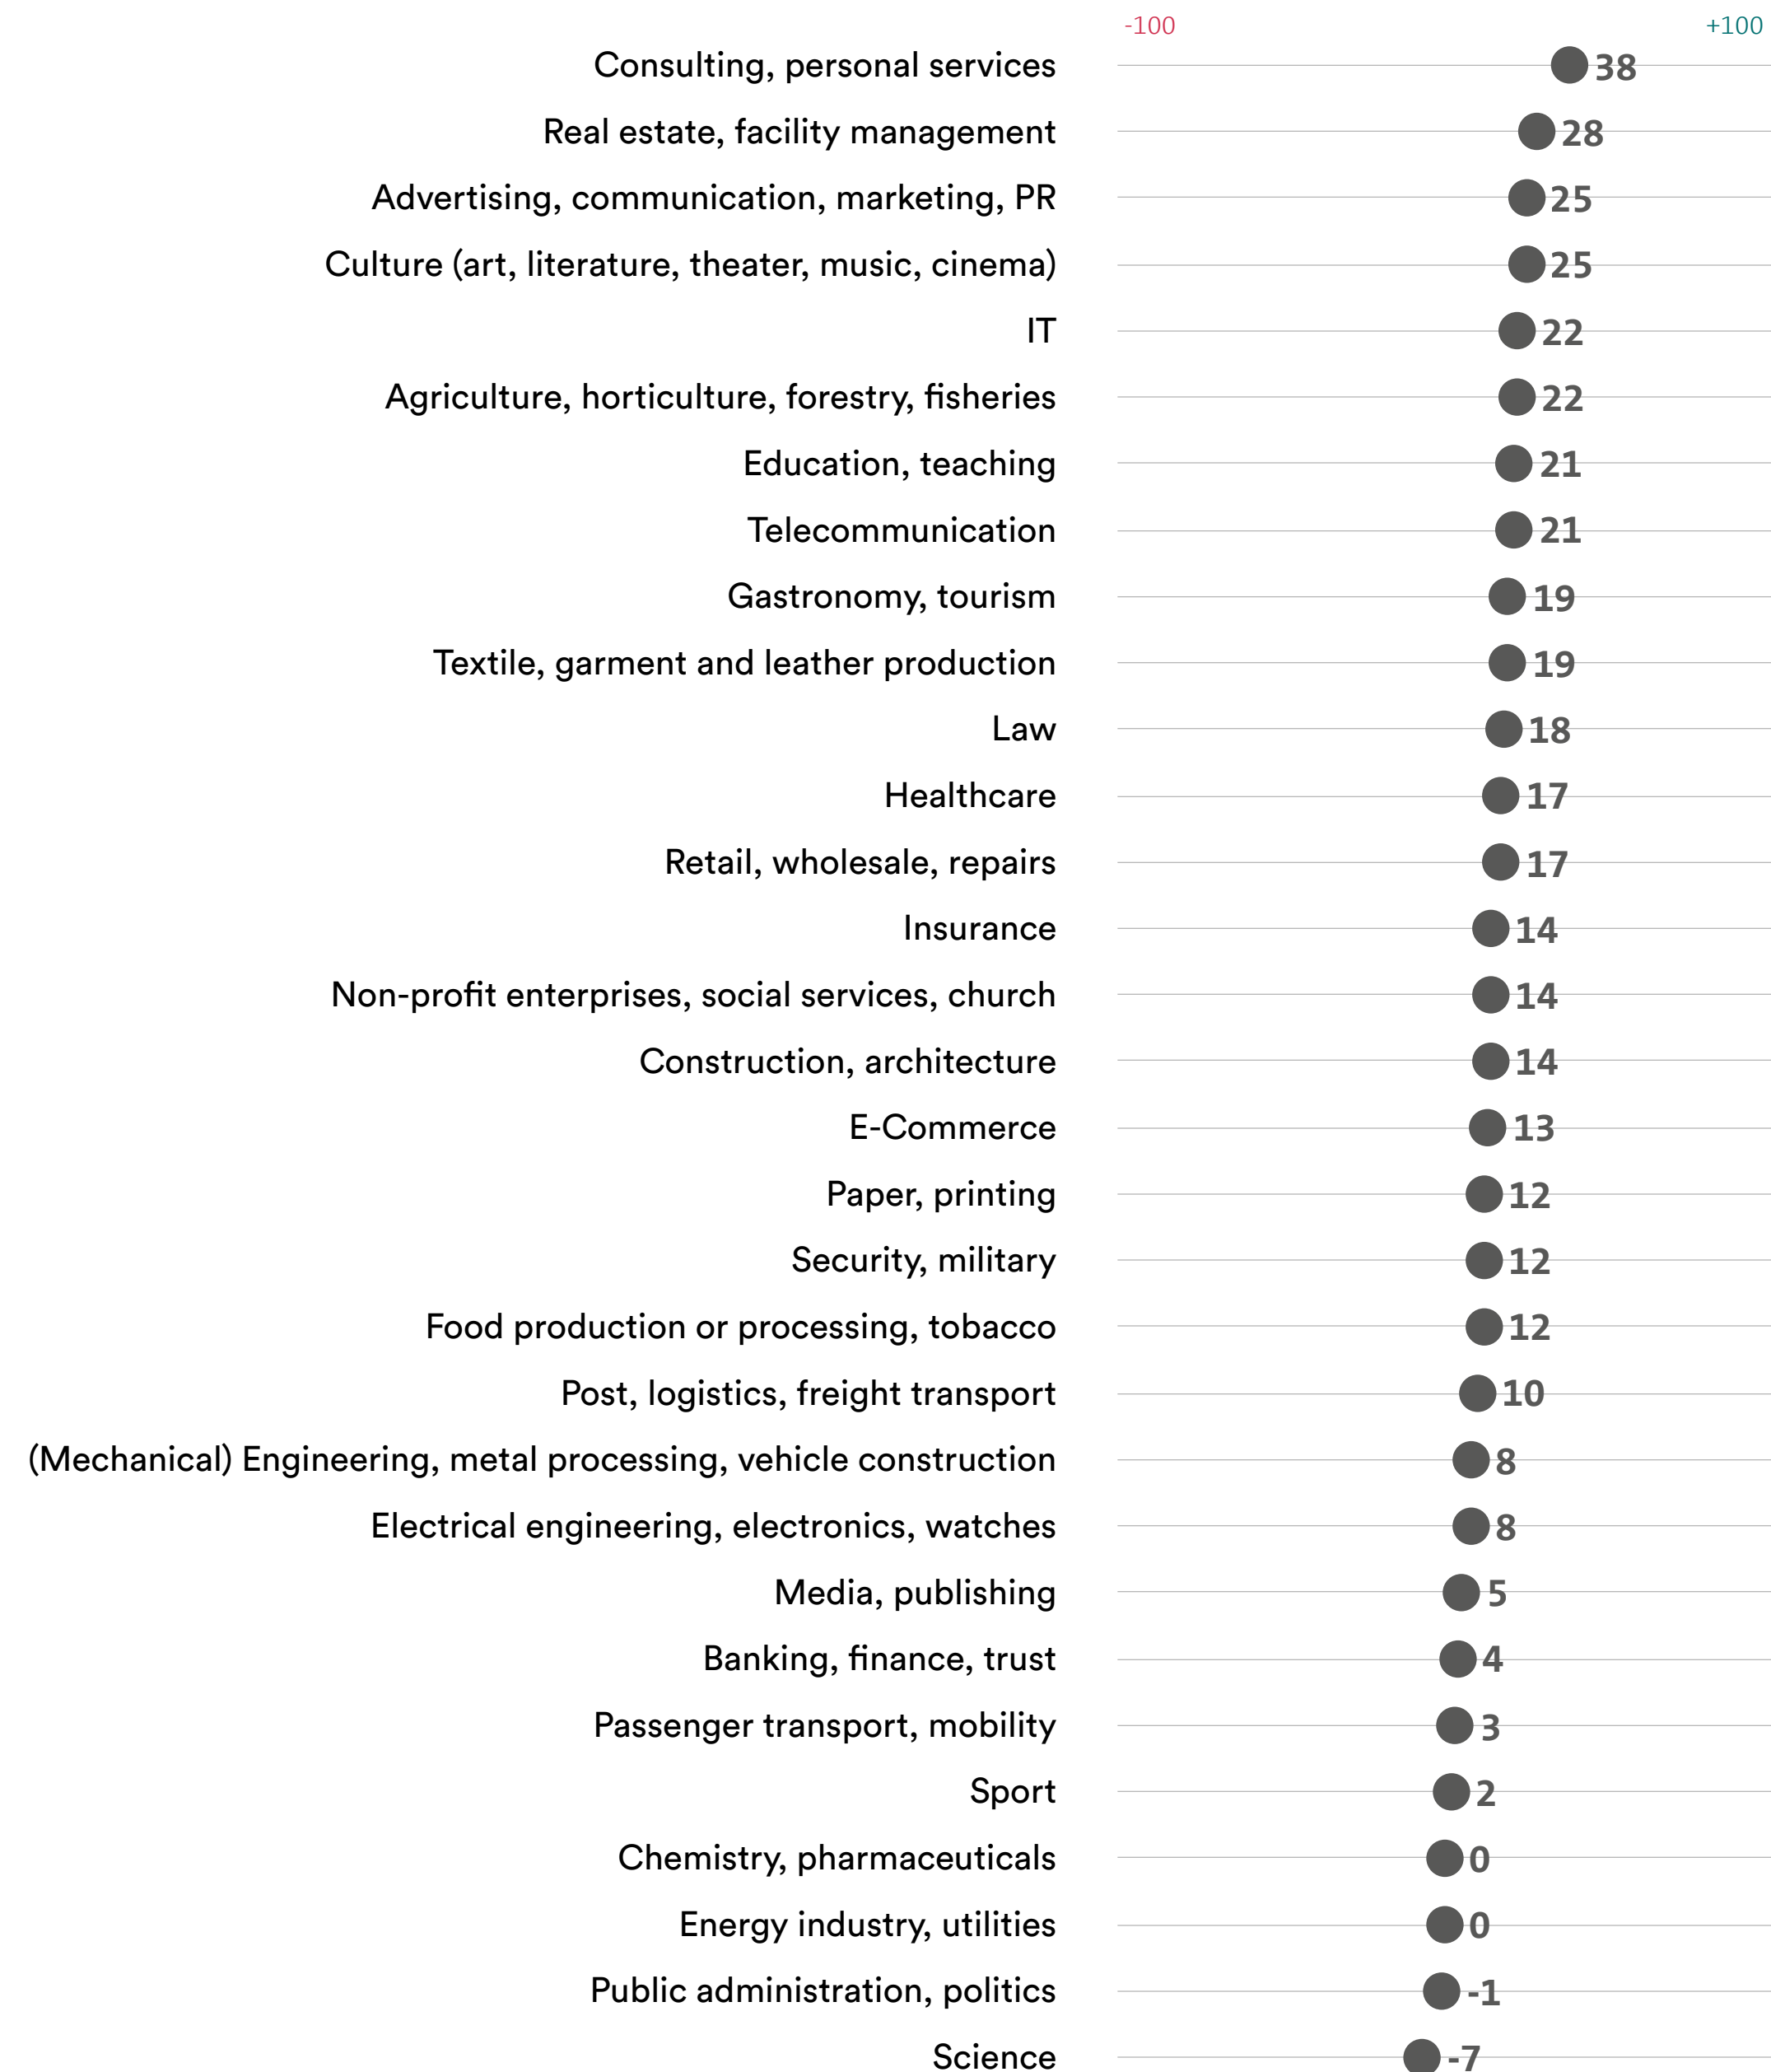 -100 +100
Consulting, personal services 38
Real estate, facility management 28
Advertising, communication, marketing, PR 25
Culture (art, literature, theater, music, cinema) 25
IT 22
Agriculture, horticulture, forestry, fisheries 22
Education, teaching 21
Telecommunication 21
Gastronomy, tourism 19
Textile, garment and leather production 19
Law 18
Healthcare 17
Retail, wholesale, repairs 17
Insurance 14
Non-profit enterprises, social services, church 14
Construction, architecture 14
E-Commerce 13
Paper, printing 12
Security, military 12
Food production or processing, tobacco 12
Post, logistics, freight transport 10
(Mechanical) Engineering, metal processing, vehicle construction 8
Electrical engineering, electronics, watches 8
Media, publishing 5
Banking, finance, trust 4
Passenger transport, mobility 3
Sport 2
Chemistry, pharmaceuticals 0
Energy industry, utilities 0
Public administration, politics -1
Science -7